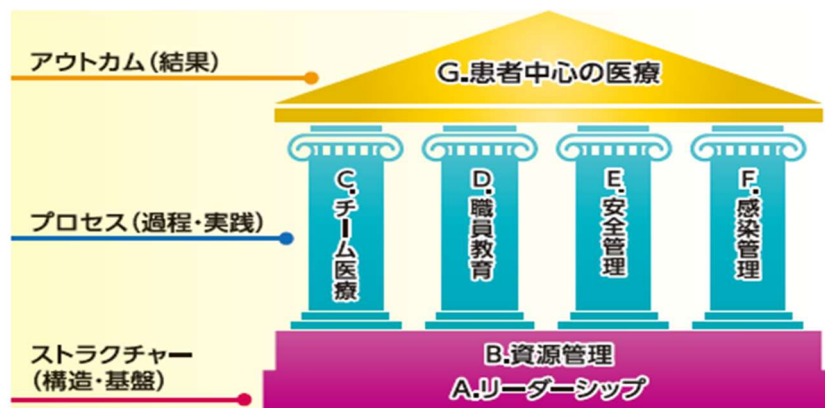 アウトカム(結果)
G.患者中心の医療
プロセス(過程・実践)
C.チーム医療
D.職員教育
E.安全管理
F.感染管理
ストラクチャー
(構造・基盤)
B.資源管理
A.リーダーシップ